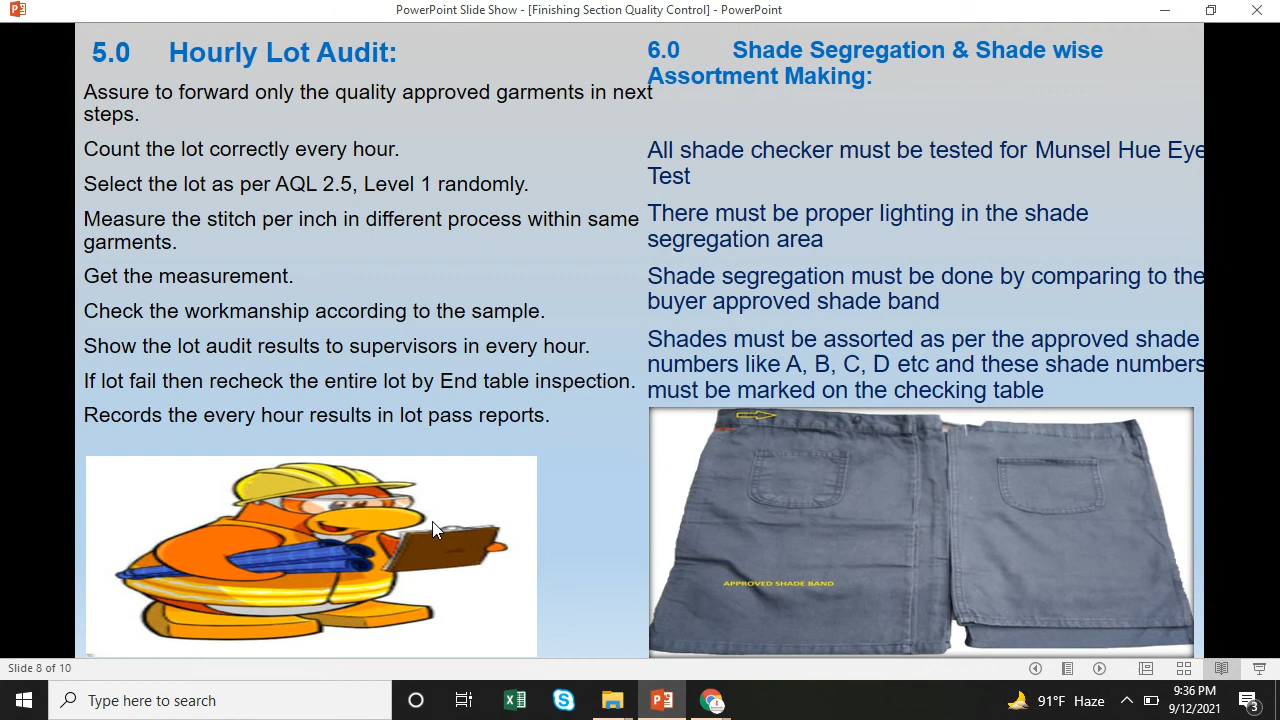 PowerPoint Slide Show - [Finishing Section Quality Control] - PowerPoint
5.0 Hourly Lot Audit:
Assure to forward only the quality approved garments in next
steps.
Count the lot correctly every hour.
Select the lot as per AQL 2.5, Level 1 randomly.
Measure the stitch per inch in different process within same
garments.
Get the measurement.
Check the workmanship according to the sample.
Show the lot audit results to supervisors in every hour.
If lot fail then recheck the entire lot by End table inspection.
Records the every hour results in lot pass reports.
6.0 Shade Segregation & Shade wise
Assortment Making:
All shade checker must be tested for Munsel Hue Eye
Test
There must be proper lighting in the shade
segregation area
Shade segregation must be done by comparing to the
buyer approved shade band
Shades must be assorted as per the approved shade
numbers like A, B, C, D etc and these shade numbers
must be marked on the checking table
APPROVED SHADE BAND
Slide 8 of 10
Type here to search
91°F Haze
9:36 PM
9/12/2021
3